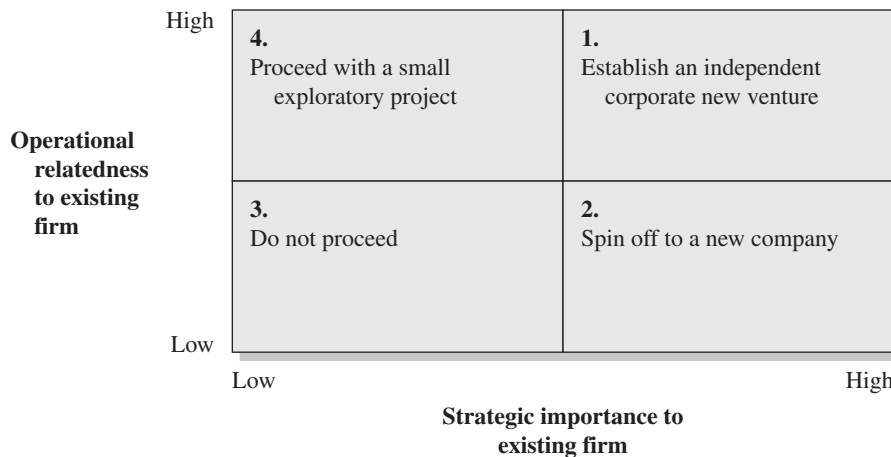 High
4.
Proceed with a small
exploratory project
1.
Establish an independent
corporate new venture
Operational
relatedness
to existing
firm
3.
Do not proceed
2.
Spin off to a new company
Low
Low
High
Strategic importance to
existing firm